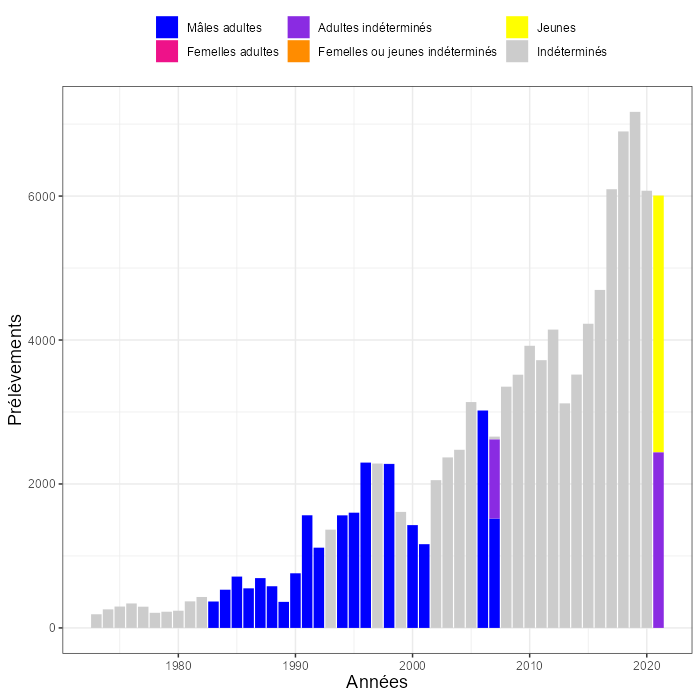 Mâles adultes
Adultes indéterminés
Jeunes
Femelles adultes
Femelles ou jeunes indéterminés
Indéterminés
Prélèvements
6000
4000
2000
0
1980
1990
2000
2010
2020
Années